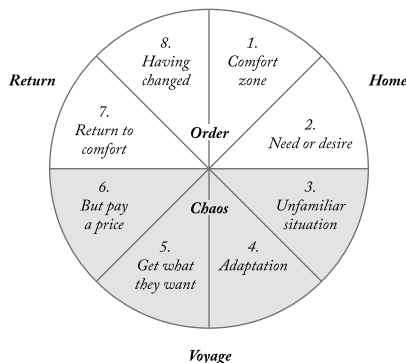 8.
Having
changed
1.
Comfort
zone
Return
Home
7.
Return to
comfort
Order
2.
Need or desire
6.
But pay
a price
Chaos
3.
Unfamiliar
situation
5.
Get what
they want
4.
Adaptation
Voyage